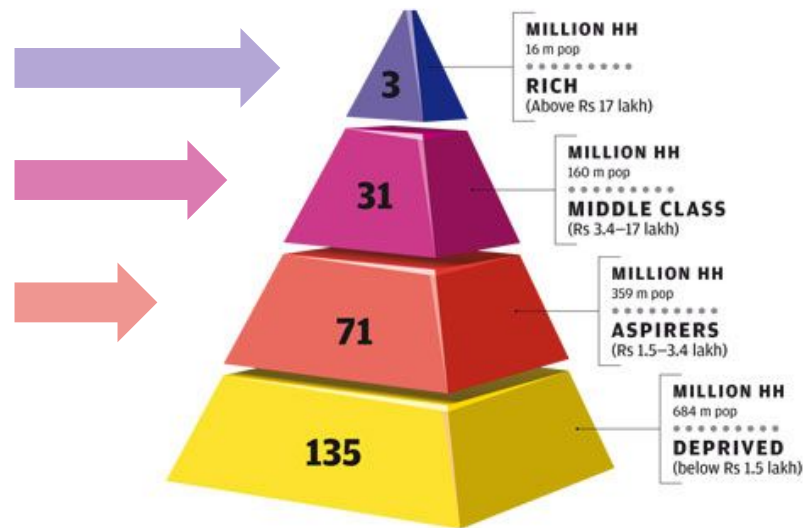 3
MILLION HH
16 m pop
RICH
(Above Rs 17 lakh)
31
MILLION HH
160 m pop
MIDDLE CLASS
(Rs 3.4–17 lakh)
71
MILLION HH
359 m pop
ASPIRERS
(Rs 1.5–3.4 lakh)
135
MILLION HH
684 m pop
DEPRIVED
(below Rs 1.5 lakh)